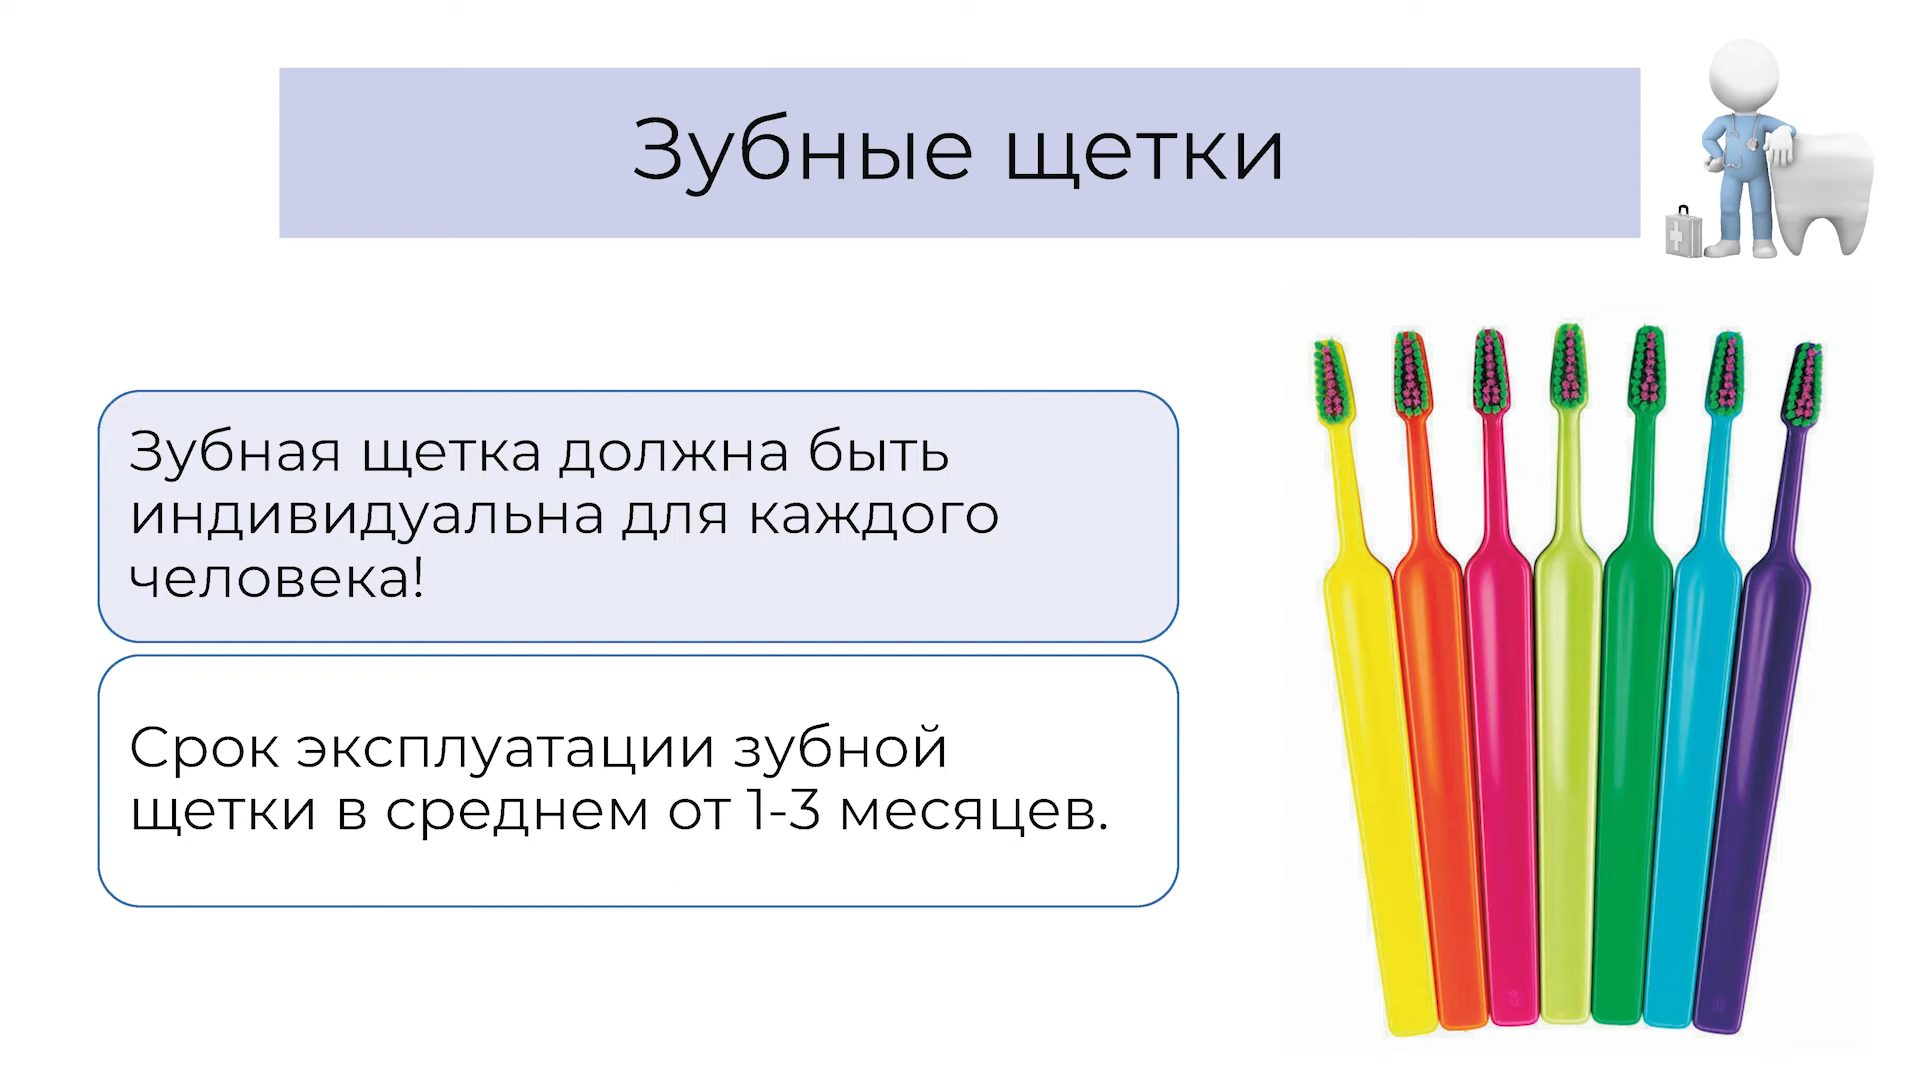 Зубные щетки
Зубная щетка должна быть
индивидуальна для каждого
человека!
Срок эксплуатации зубной
щетки в среднем от 1-3 месяцев.